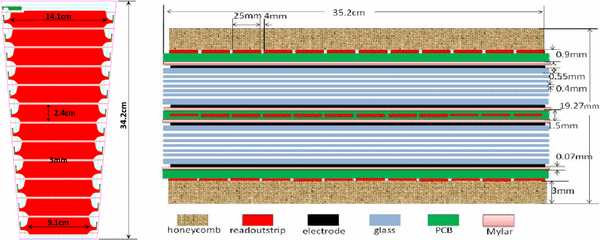 14.1cm
2.4cm
5mm
9.1cm
34.2cm
35.2cm
25mm
4mm
0.9mm
0.55mm
0.4mm
19.27mm
1.5mm
0.07mm
3mm
honeycomb
readoutstrip
electrode
glass
PCB
Mylar